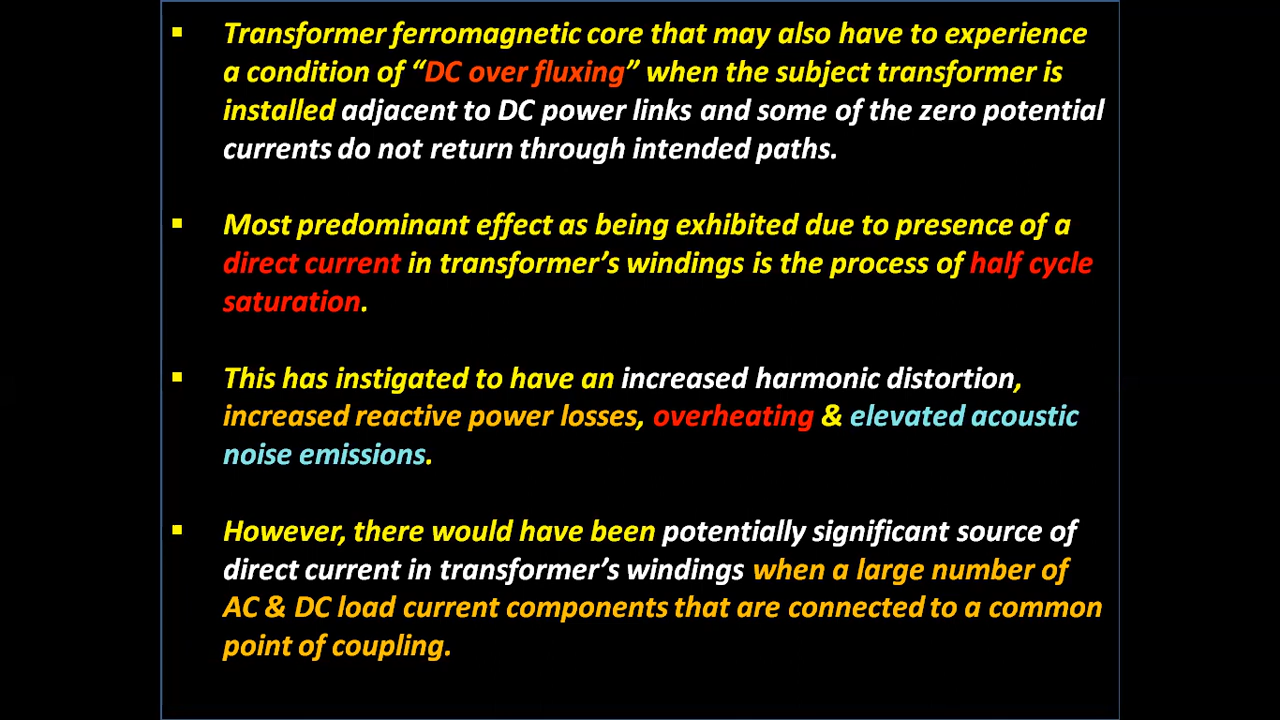 ▪ Transformer ferromagnetic core that may also have to experience
a condition of “DC over fluxing” when the subject transformer is
installed adjacent to DC power links and some of the zero potential
currents do not return through intended paths.
▪ Most predominant effect as being exhibited due to presence of a
direct current in transformer’s windings is the process of half cycle
saturation.
▪ This has instigated to have an increased harmonic distortion,
increased reactive power losses, overheating & elevated acoustic
noise emissions.
▪ However, there would have been potentially significant source of
direct current in transformer’s windings when a large number of
AC & DC load current components that are connected to a common
point of coupling.